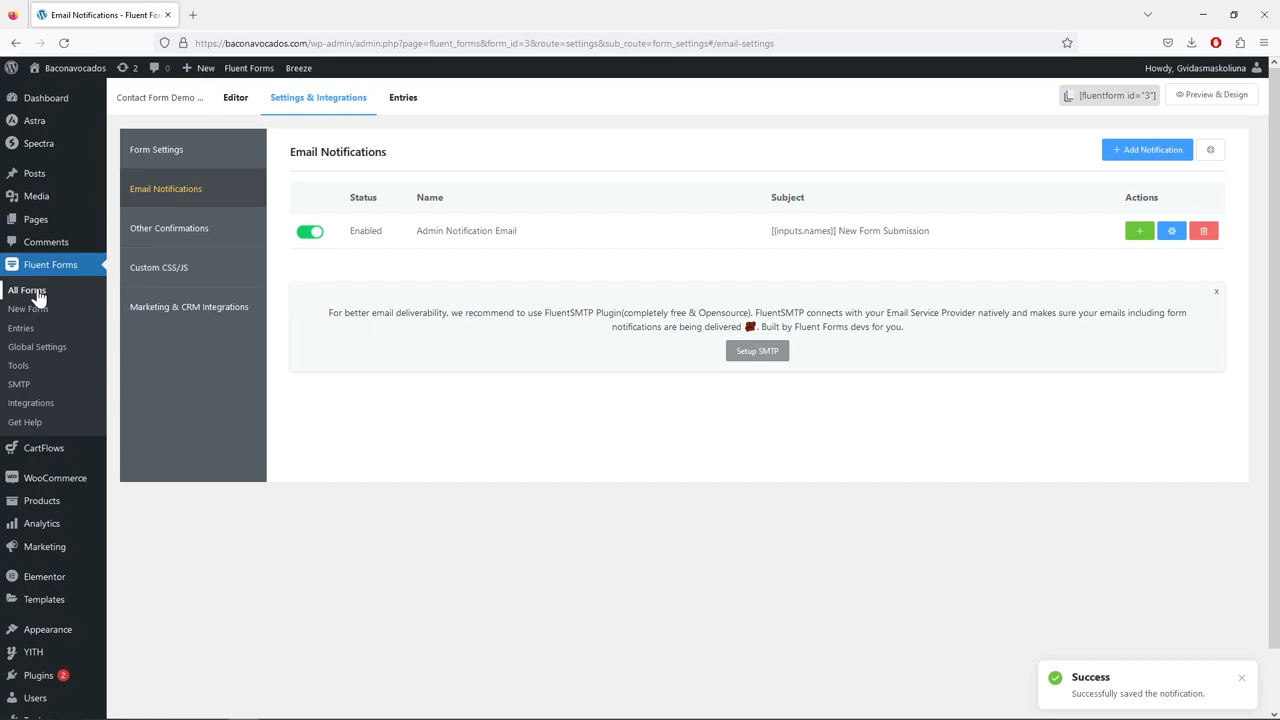 Email Notifications - Fluent For
https://baconavocados.com/wp-admin/admin.php?page=fluent_forms&form_id=3&route=settings&sub_route=form_settings#/email-settings
Baconavocados
2
0
New
Fluent Forms
Breeze
Howdy, Gvidasmaskoliuna
Dashboard
Astra
Spectra
Posts
Media
Pages
Comments
Fluent Forms
All Forms
New Form
Entries
Global Settings
Tools
SMTP
Integrations
Get Help
CartFlows
WooCommerce
Products
Analytics
Marketing
Elementor
Templates
Appearance
YITH
Plugins 2
Users
Contact Form Demo ...
Editor
Settings & Integrations
Entries
[fluentform id="3"]
Preview & Design
Form Settings
Email Notifications
Other Confirmations
Custom CSS/JS
Marketing & CRM Integrations
Email Notifications
+ Add Notification
Status Name Subject Actions
Enabled Admin Notification Email [{inputs.names}] New Form Submission
x
For better email deliverability, we recommend to use FluentSMTP Plugin(completely free & Opensource). FluentSMTP connects with your Email Service Provider natively and makes sure your emails including form
notifications are being delivered . Built by Fluent Forms devs for you.
Setup SMTP
Success
Successfully saved the notification.